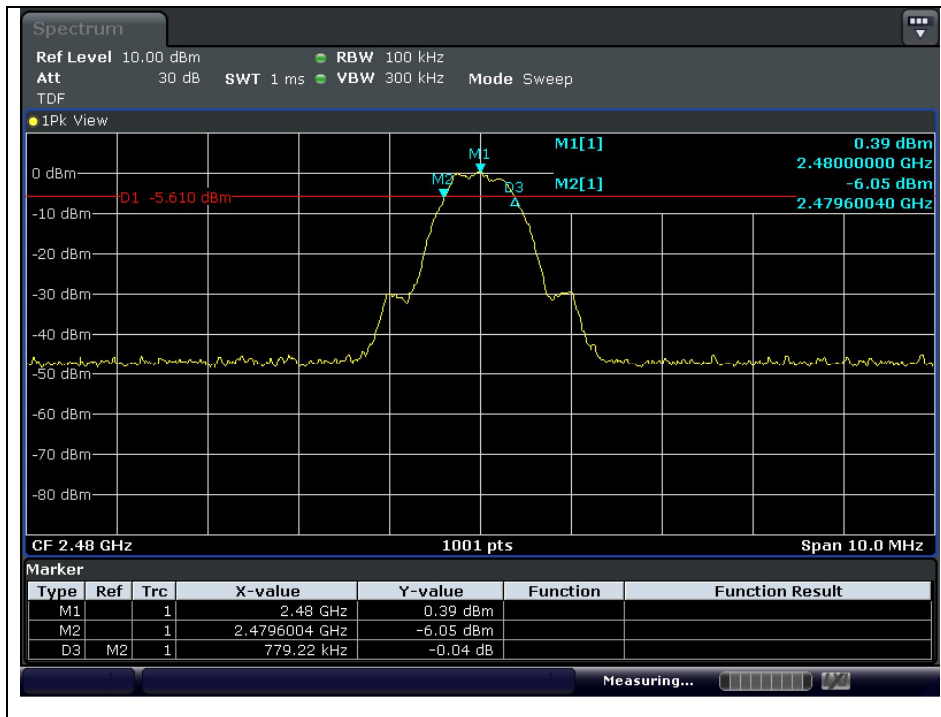 Spectrum
Ref Level 10.00 dBm RBW 100 kHz
Att 30 dB SWT 1 ms VBW 300 kHz Mode Sweep
TDF
1Pk View
M1[1] 0.39 dBm
2.48000000 GHz
M2[1] -6.05 dBm
2.47960040 GHz
M1
M2
D3
0 dBm
D1 -5.610 dBm
-10 dBm
-20 dBm
-30 dBm
-40 dBm
-50 dBm
-60 dBm
-70 dBm
-80 dBm
CF 2.48 GHz 1001 pts Span 10.0 MHz
Marker
Type Ref Trc X-value Y-value Function Function Result
M1 1 2.48 GHz 0.39 dBm
M2 1 2.4796004 GHz -6.05 dBm
D3 M2 1 779.22 kHz -0.04 dB
Measuring...